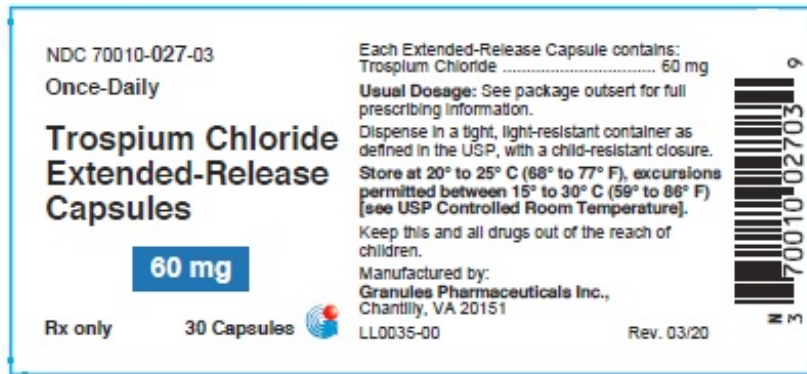 NDC 70010-027-03
Once-Daily
Trospium Chloride
Extended-Release
Capsules
60 mg
Rx only 30 Capsules
Each Extended-Release Capsule contains:
Trospium Chloride .................................... 60 mg
Usual Dosage: See package outsert for full
prescribing information.
Dispense in a tight, light-resistant container as
defined in the USP, with a child-resistant closure.
Store at 20° to 25° C (68° to 77° F), excursions
permitted between 15° to 30° C (59° to 86° F)
[see USP Controlled Room Temperature].
Keep this and all drugs out of the reach of
children.
Manufactured by:
Granules Pharmaceuticals Inc.,
Chantilly, VA 20151
LL0035-00 Rev. 03/20
N
3 70010 02703 9